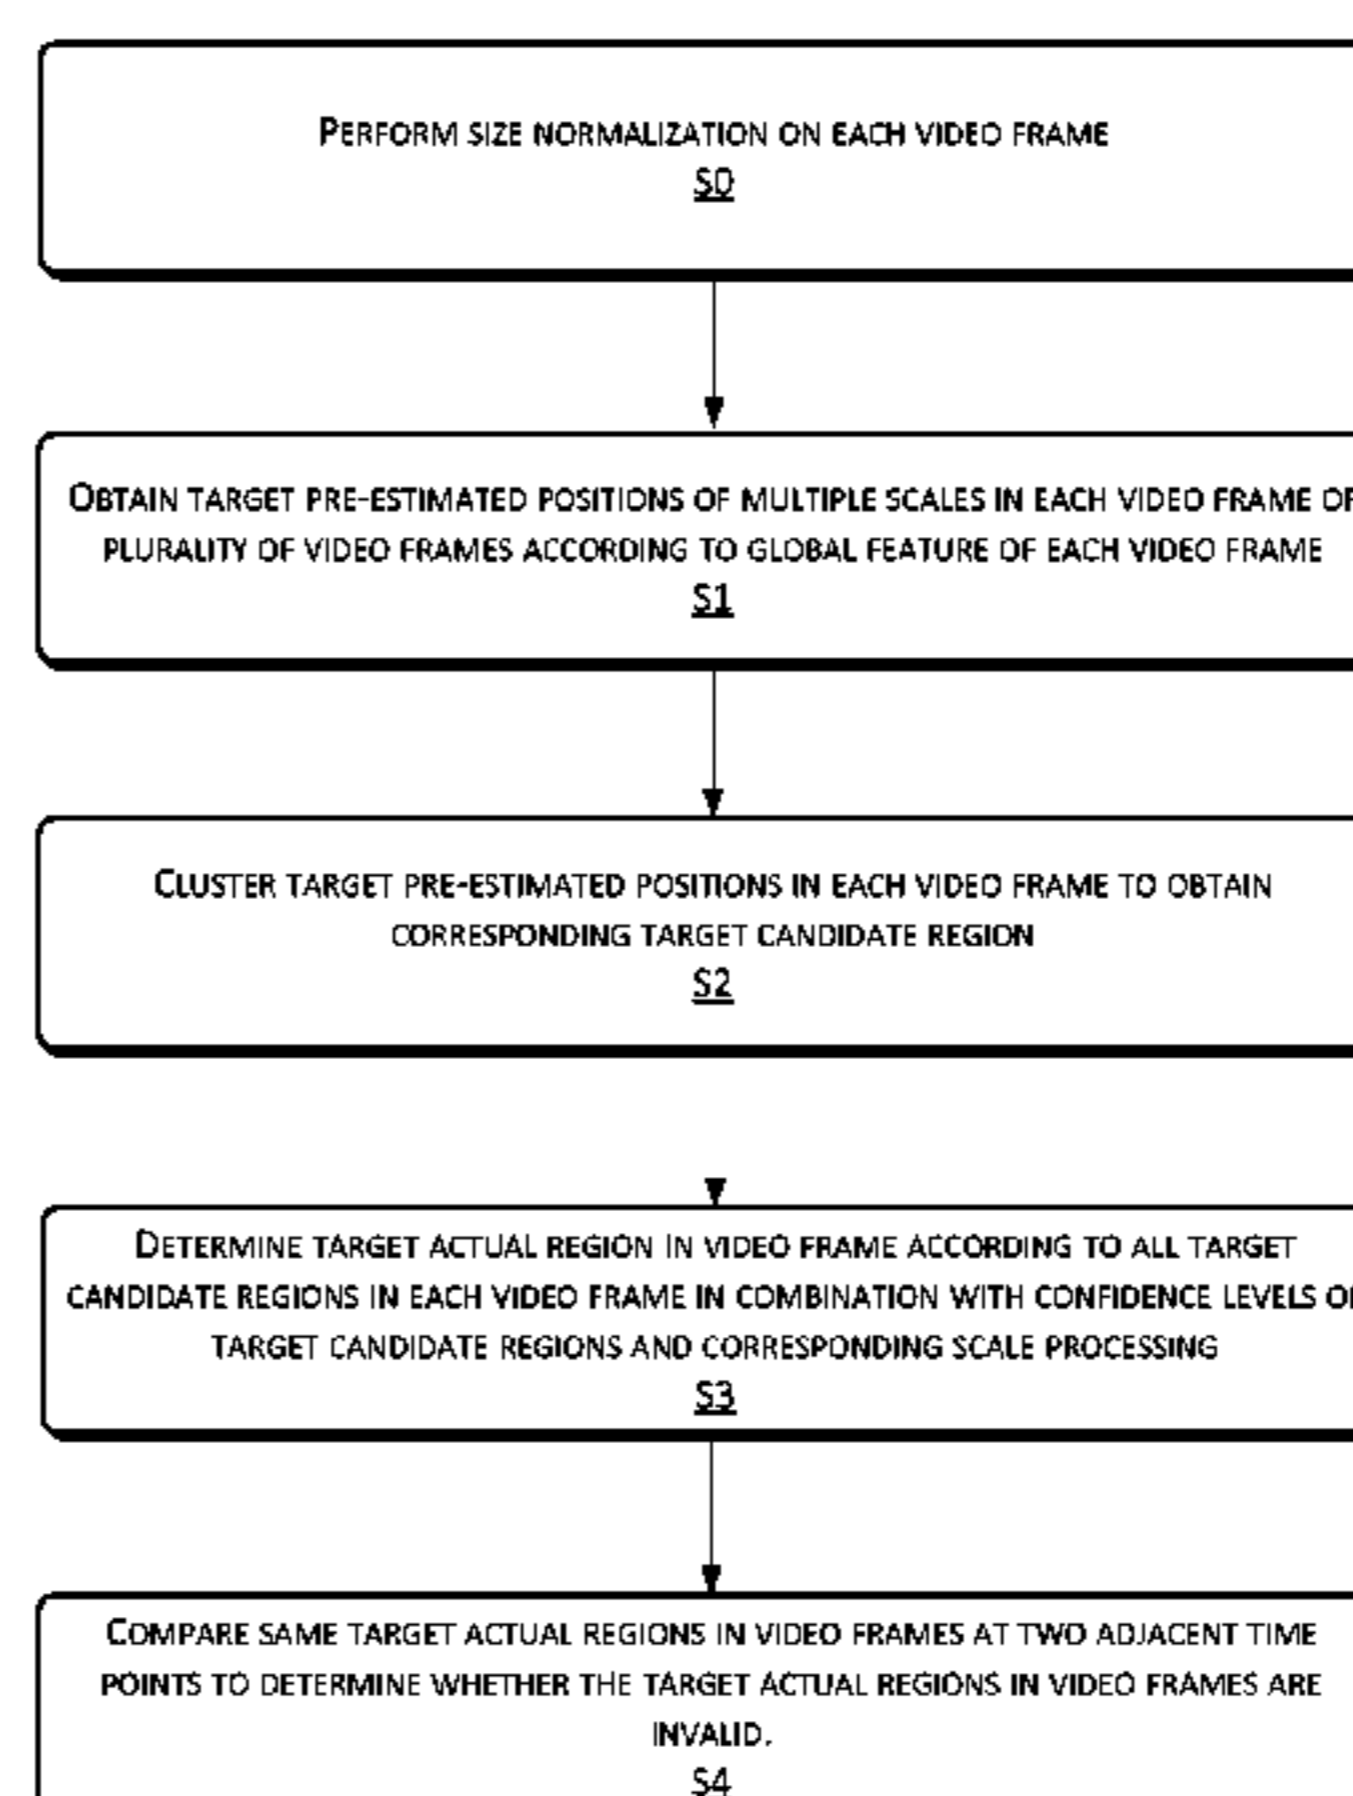 PERFORM SIZE NORMALIZATION ON EACH VIDEO FRAME
S0
OBTAIN TARGET PRE-ESTIMATED POSITIONS OF MULTIPLE SCALES IN EACH VIDEO FRAME OF
PLURALITY OF VIDEO FRAMES ACCORDING TO GLOBAL FEATURE OF EACH VIDEO FRAME
S1
CLUSTER TARGET PRE-ESTIMATED POSITIONS IN EACH VIDEO FRAME TO OBTAIN
CORRESPONDING TARGET CANDIDATE REGION
S2
DETERMINE TARGET ACTUAL REGION IN VIDEO FRAME ACCORDING TO ALL TARGET
CANDIDATE REGIONS IN EACH VIDEO FRAME IN COMBINATION WITH CONFIDENCE LEVELS OF
TARGET CANDIDATE REGIONS AND CORRESPONDING SCALE PROCESSING
S3
COMPARE SAME TARGET ACTUAL REGIONS IN VIDEO FRAMES AT TWO ADJACENT TIME
POINTS TO DETERMINE WHETHER THE TARGET ACTUAL REGIONS IN VIDEO FRAMES ARE
INVALID.
S4